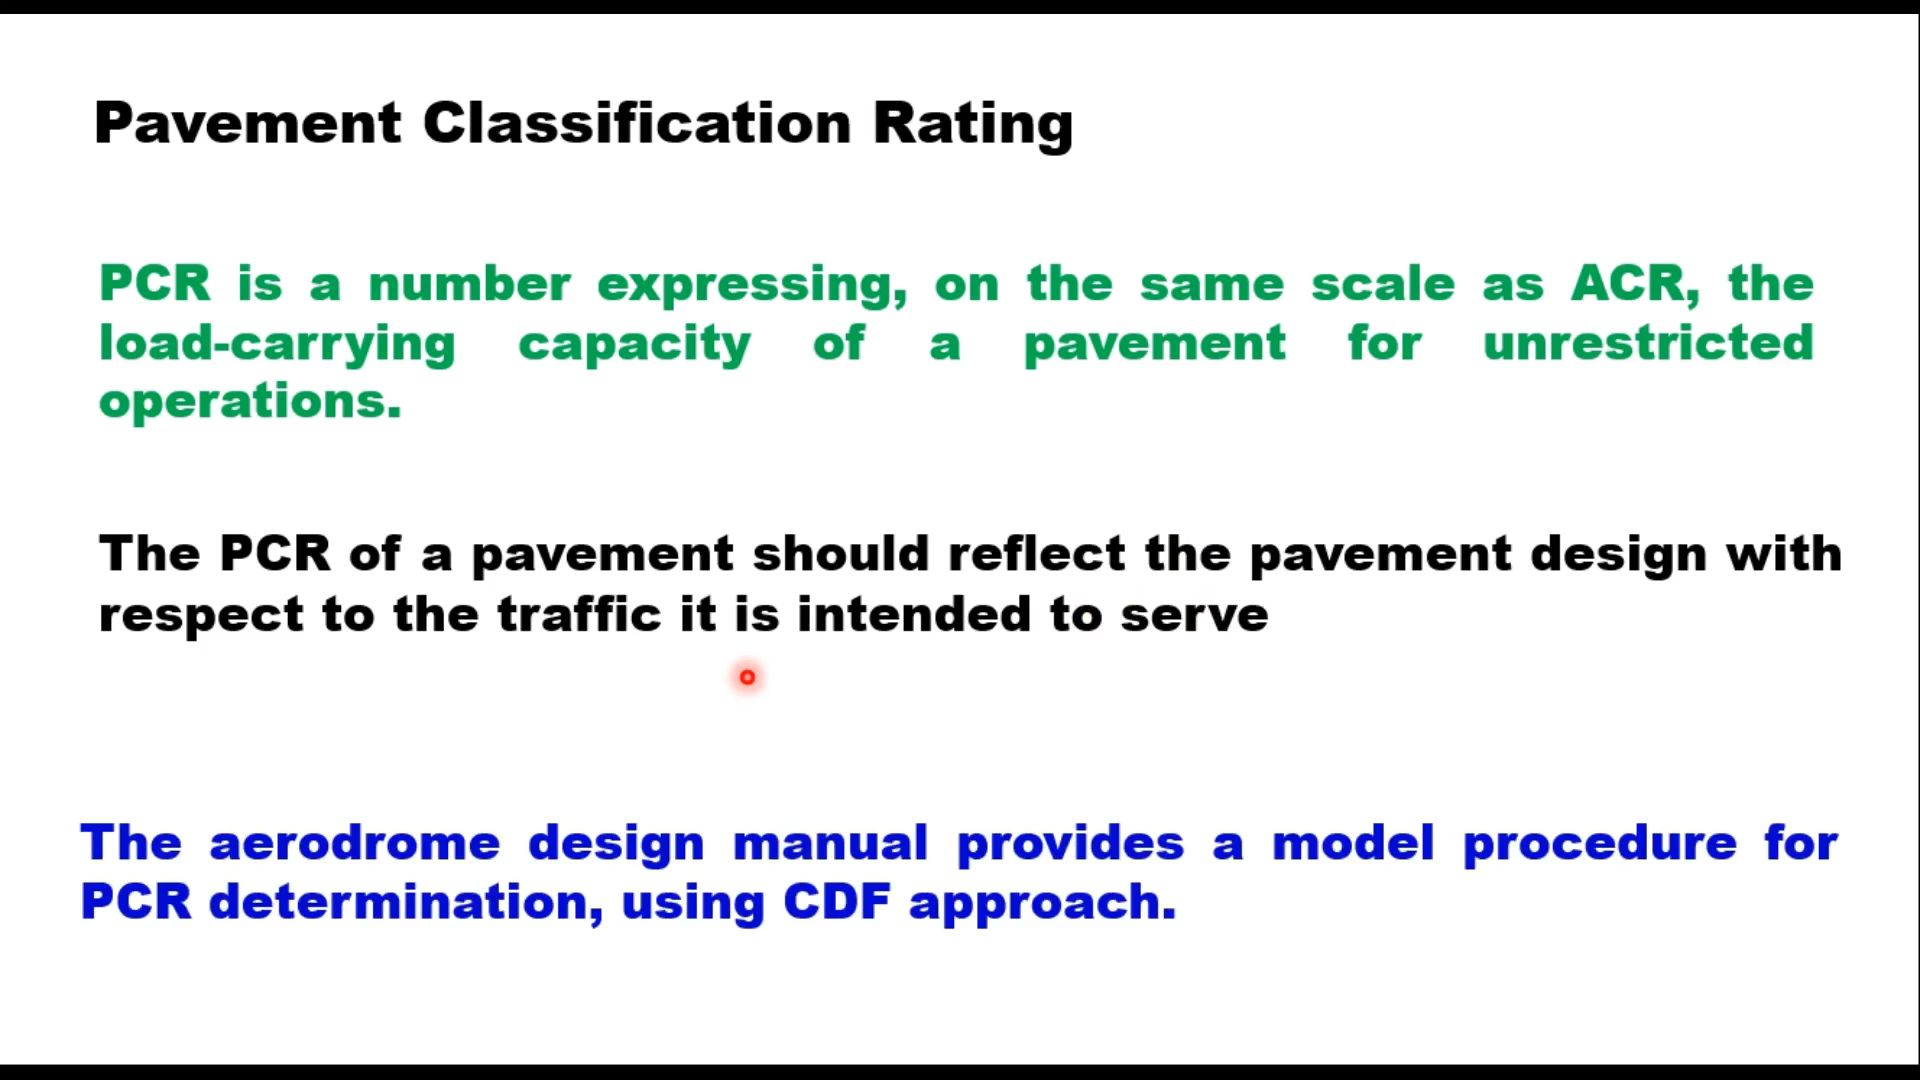 Pavement Classification Rating
PCR is a number expressing, on the same scale as ACR, the
load-carrying capacity of a pavement for unrestricted
operations.
The PCR of a pavement should reflect the pavement design with
respect to the traffic it is intended to serve
The aerodrome design manual provides a model procedure for
PCR determination, using CDF approach.